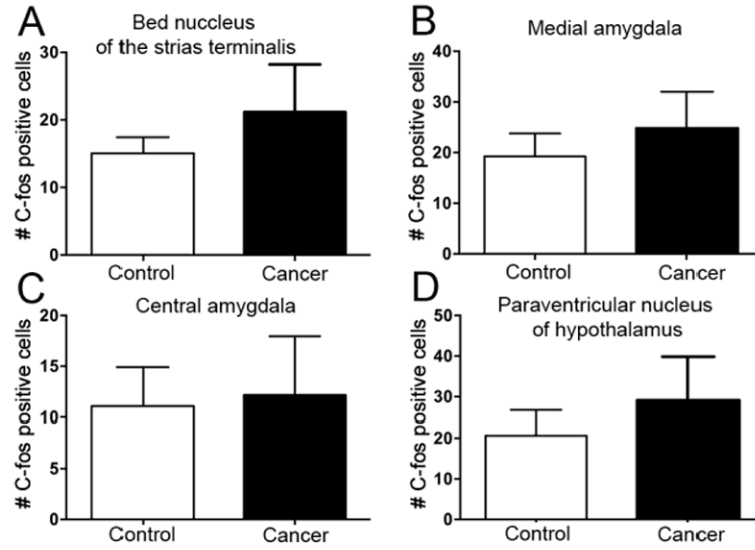 A
Bed nuccleus
of the strias terminalis
# C-fos positive cells
30
20
10
0
Control
Cancer
B
Medial amygdala
# C-fos positive cells
40
30
20
10
0
Control
Cancer
C
Central amygdala
# C-fos positive cells
20
15
10
5
0
Control
Cancer
D
Paraventricular nucleus
of hypothalamus
# C-fos positive cells
50
40
30
20
10
0
Control
Cancer